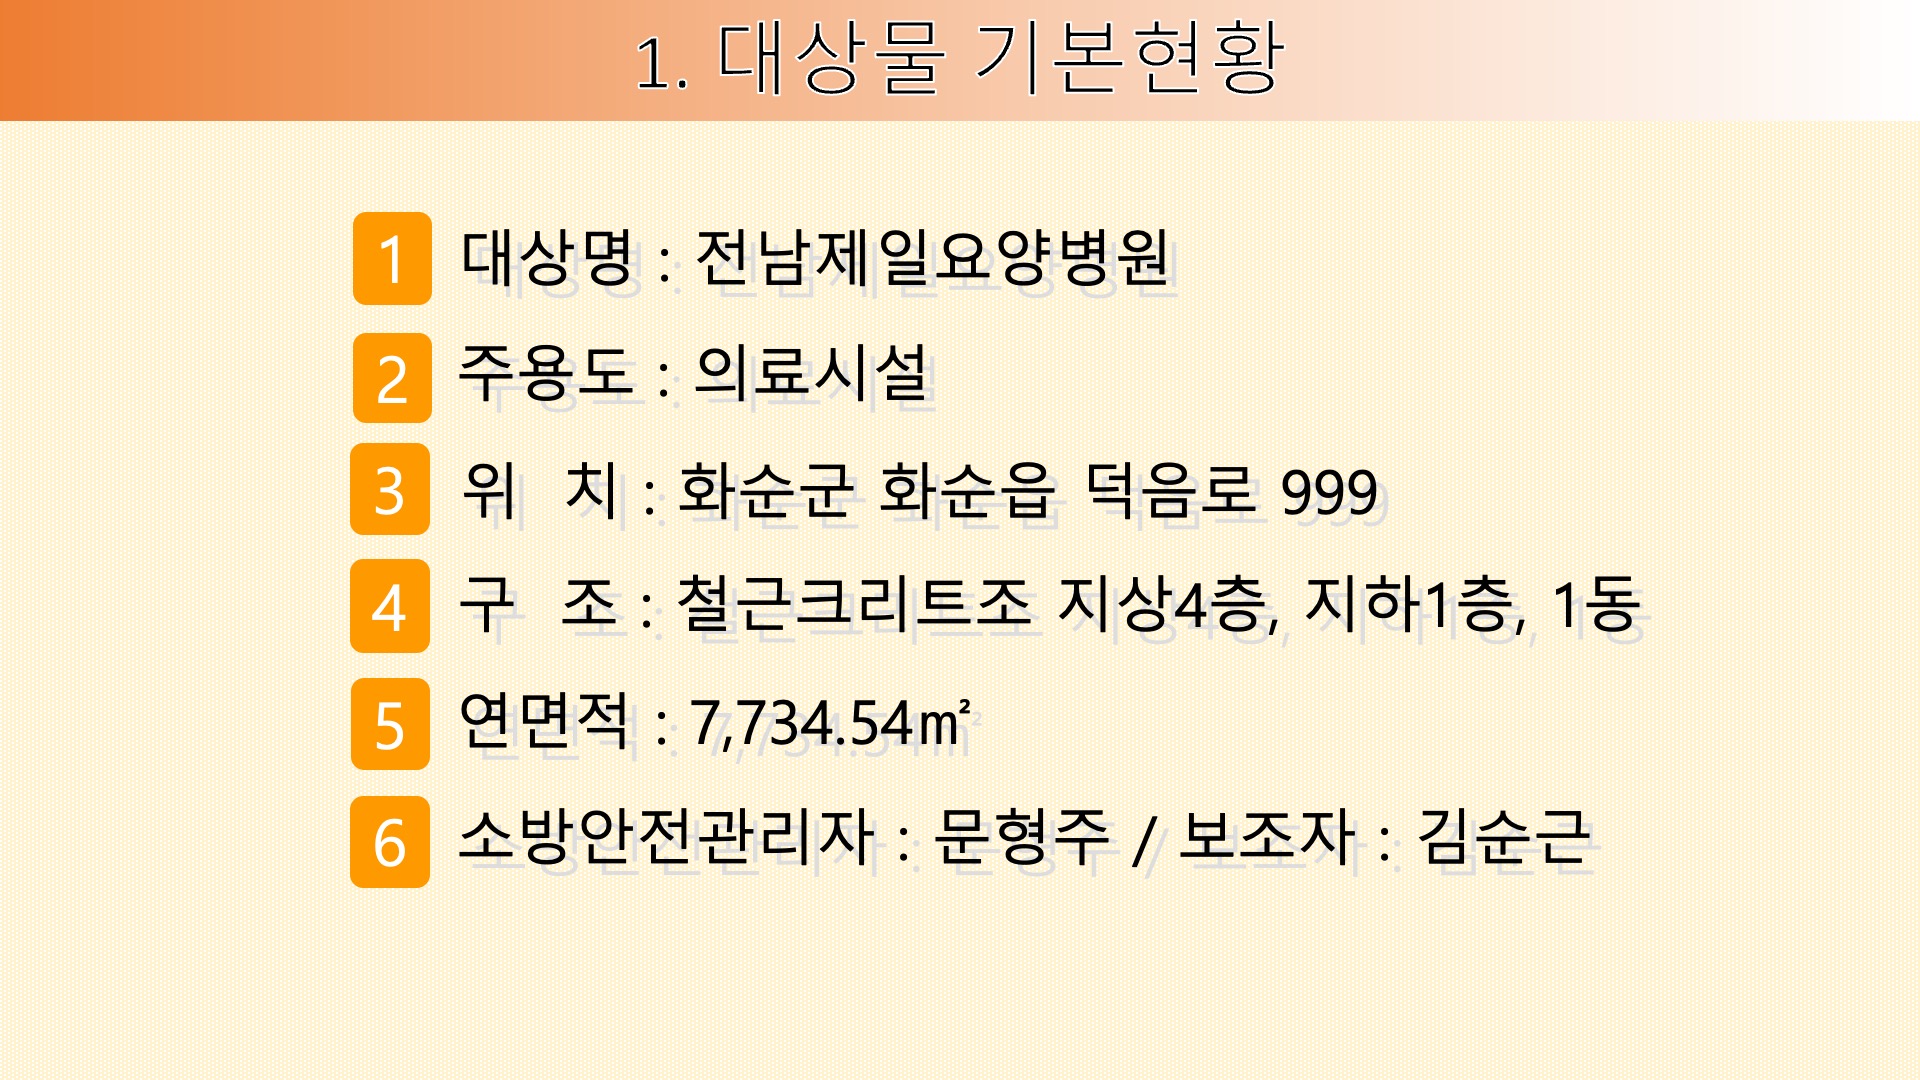 1. 대상물 기본현황
1 대상명 : 전남제일요양병원
2 주용도 : 의료시설
3 위 치 : 화순군 화순읍 덕음로 999
4 구 조 : 철근크리트조 지상4층, 지하1층, 1동
5 연면적 : 7,734.54㎡
6 소방안전관리자 : 문형주 / 보조자 : 김순근